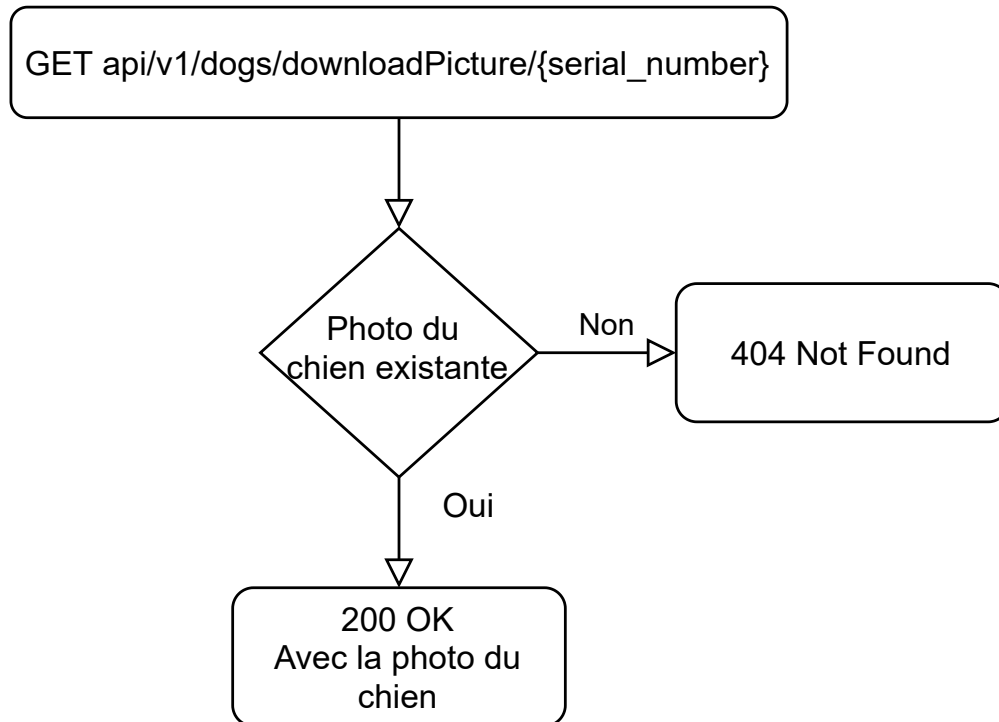 GET api/v1/dogs/downloadPicture/{serial_number}
Photo du
chien existante
Non
404 Not Found
Oui
200 OK
Avec la photo du
chien